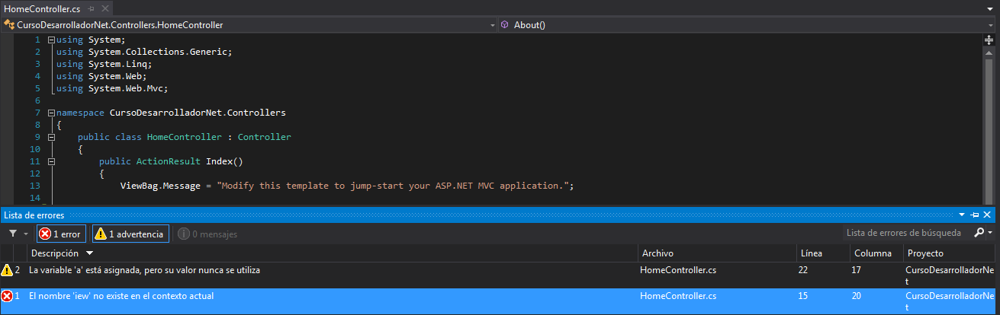 HomeController.cs
CursoDesarrolladorNet.Controllers.HomeController About()
1 using System;
2 using System.Collections.Generic;
3 using System.Linq;
4 using System.Web;
5 using System.Web.Mvc;
6
7 namespace CursoDesarrolladorNet.Controllers
8 {
9 public class HomeController : Controller
10 {
11 public ActionResult Index()
12 {
13 ViewBag.Message = "Modify this template to jump-start your ASP.NET MVC application.";
14
Lista de errores
1 error 1 advertencia 0 mensajes Lista de errores de búsqueda
Descripción Archivo Línea Columna Proyecto
2 La variable 'a' está asignada, pero su valor nunca se utiliza HomeController.cs 22 17 CursoDesarrolladorNe
t
1 El nombre 'iew' no existe en el contexto actual HomeController.cs 15 20 CursoDesarrolladorNe
t